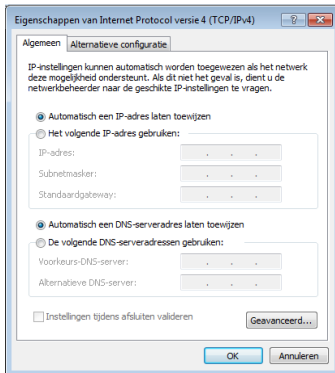 Eigenschappen van Internet Protocol versie 4 (TCP/IPv4)
Algemeen Alternatieve configuratie
IP-instellingen kunnen automatisch worden toegewezen als het netwerk
deze mogelijkheid ondersteunt. Als dit niet het geval is, dient u de
netwerkbeheerder naar de geschikte IP-instellingen te vragen.
Automatisch een IP-adres laten toewijzen
Het volgende IP-adres gebruiken:
IP-adres:
Subnetmasker:
Standaardgateway:
Automatisch een DNS-serveradres laten toewijzen
De volgende DNS-serveradressen gebruiken:
Voorkeurs-DNS-server:
Alternatieve DNS-server:
Instellingen tijdens afsluiten valideren
Geavanceerd...
OK Annuleren